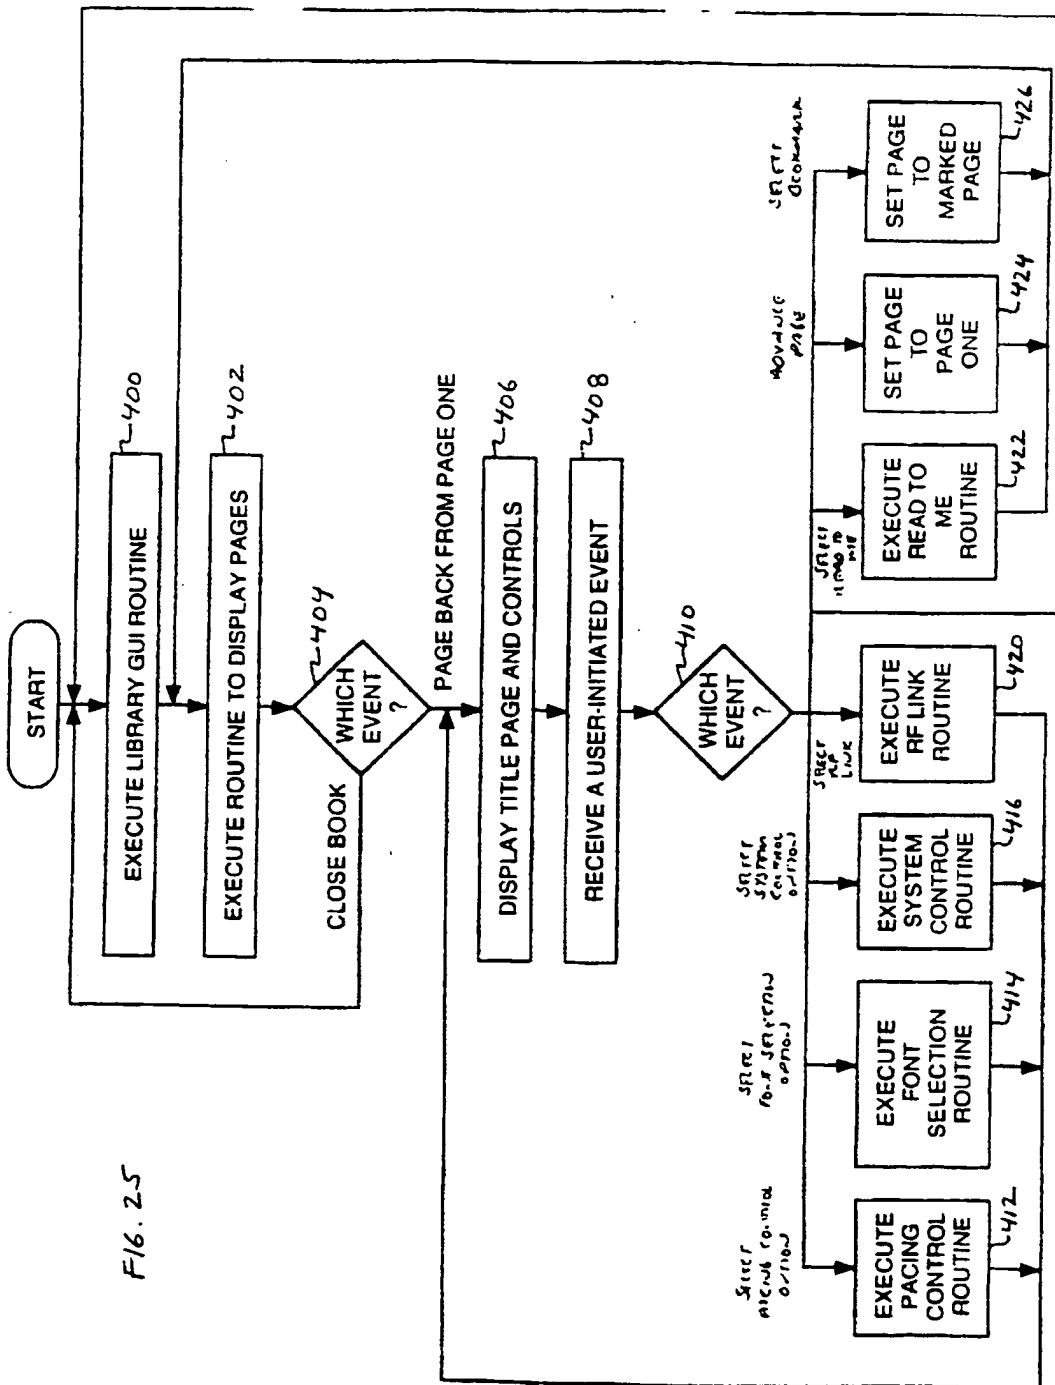 START
EXECUTE LIBRARY GUI ROUTINE
400
EXECUTE ROUTINE TO DISPLAY PAGES
402
WHICH
EVENT
?
404
CLOSE BOOK
PAGE BACK FROM PAGE ONE
DISPLAY TITLE PAGE AND CONTROLS
406
RECEIVE A USER-INITIATED EVENT
408
WHICH
EVENT
?
410
SELECT
PACING CONTROL
OPTION
EXECUTE
PACING
CONTROL
ROUTINE
412
SELECT
FONT SELECTION
OPTION
EXECUTE
FONT
SELECTION
ROUTINE
414
SELECT
SYSTEM
CONTROL
OPTION
EXECUTE
SYSTEM
CONTROL
ROUTINE
416
SELECT
RF
LINK
EXECUTE
RF LINK
ROUTINE
420
SELECT
READ TO
ME
EXECUTE
READ TO
ME
ROUTINE
422
ADVANCE
PAGE
SET PAGE
TO
PAGE
ONE
424
SELECT
BOOKMARK
SET PAGE
TO
MARKED
PAGE
426
FIG. 25